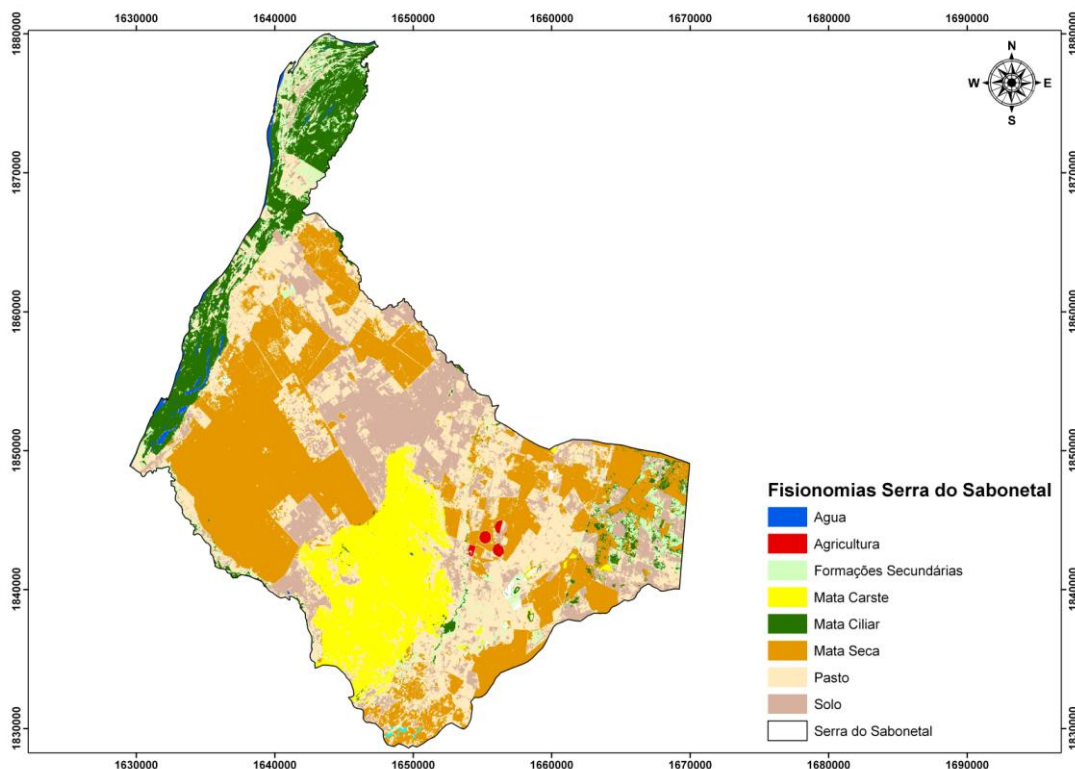 1630000 1640000 1650000 1660000 1670000 1680000 1690000
1880000 1880000
N
W E
S
1870000 1870000
1860000 1860000
1850000 1850000
Fisionomias Serra do Sabonetal
Agua
Agricultura
Formações Secundárias
Mata Carste
1840000 1840000
Mata Ciliar
Mata Seca
Pasto
Solo
Serra do Sabonetal
1830000 1830000
1630000 1640000 1650000 1660000 1670000 1680000 1690000